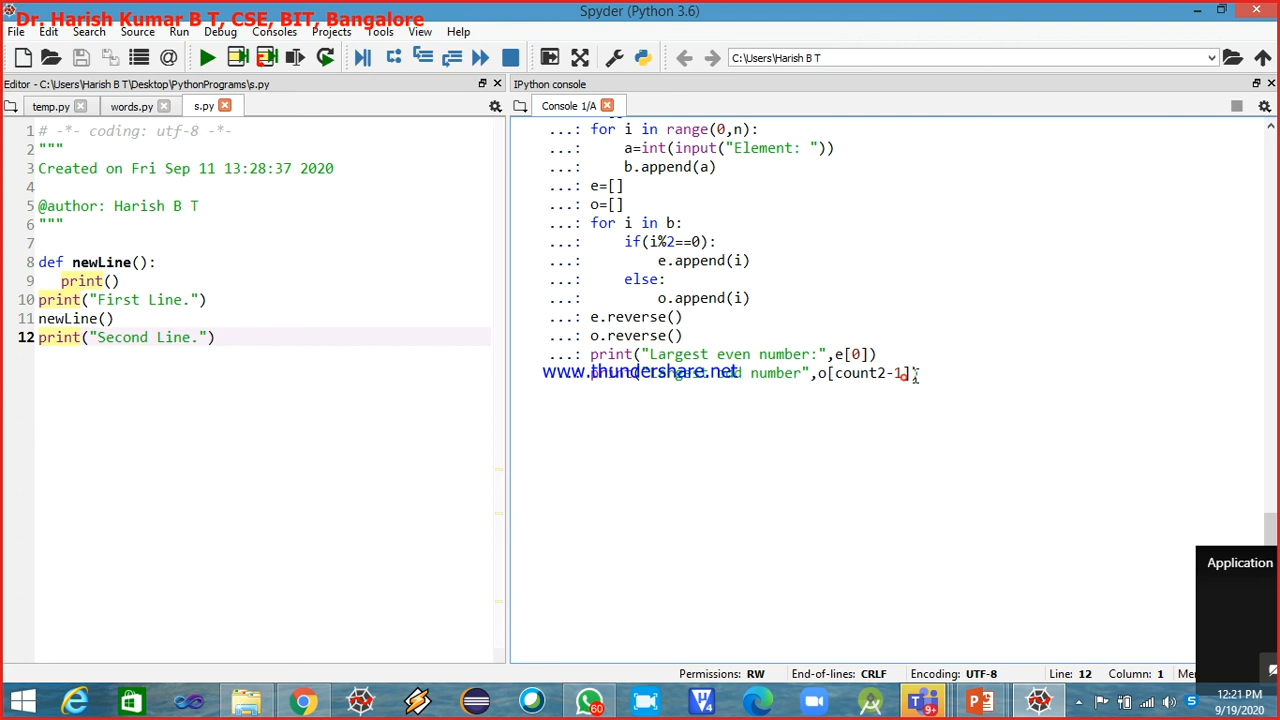 Spyder (Python 3.6)
Dr. Harish Kumar B T, CSE, BIT, Bangalore
File Edit Search Source Run Debug Consoles Projects Tools View Help
C:\Users\Harish B T
Editor - C:\Users\Harish B T\Desktop\PythonPrograms\s.py
IPython console
temp.py words.py s.py
Console 1/A
1 # -*- coding: utf-8 -*-
2 """
3 Created on Fri Sep 11 13:28:37 2020
4
5 @author: Harish B T
6 """
7
8 def newLine():
9 print()
10 print("First Line.")
11 newLine()
12 print("Second Line.")
...: for i in range(0,n):
...: a=int(input("Element: "))
...: b.append(a)
...: e=[]
...: o=[]
...: for i in b:
...: if(i%2==0):
...: e.append(i)
...: else:
...: o.append(i)
...: e.reverse()
...: o.reverse()
...: print("Largest even number:",e[0])
...: print("Largest odd number",o[count2-1])
www.thundershare.net
Application
Permissions: RW End-of-lines: CRLF Encoding: UTF-8 Line: 12 Column: 1
60
9+
12:21 PM
9/19/2020